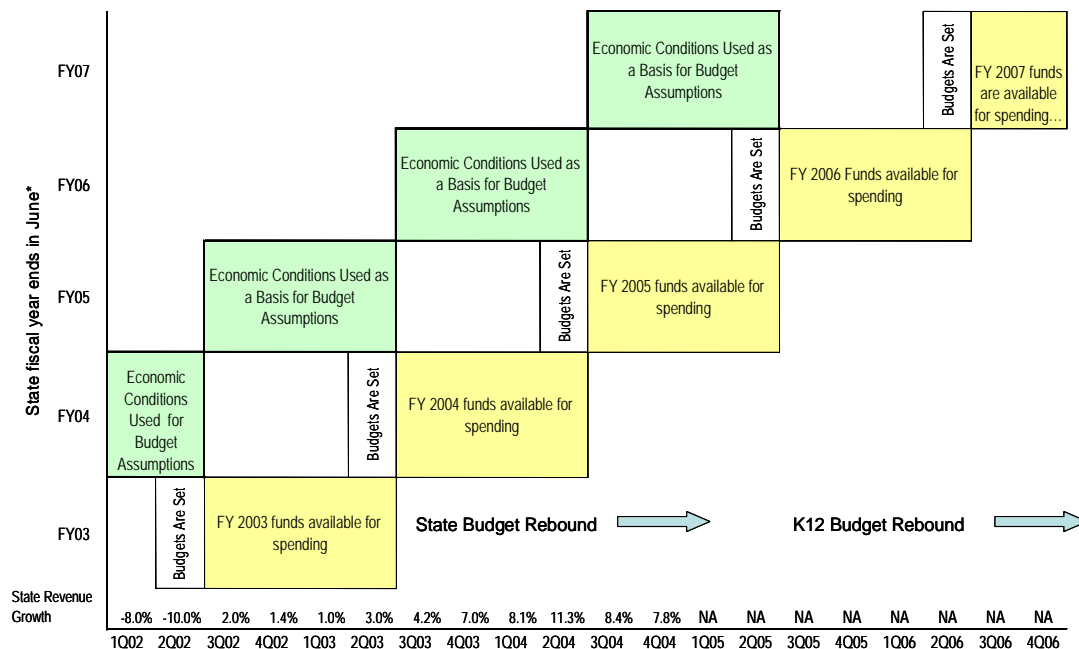 FY07
Economic Conditions Used as
a Basis for Budget
Assumptions
Budgets Are Set
FY 2007 funds
are available
for spending…
State fiscal year ends in June*
FY06
Economic Conditions Used as
a Basis for Budget
Assumptions
Budgets Are Set
FY 2006 Funds available for
spending
FY05
Economic Conditions Used as
a Basis for Budget
Assumptions
Budgets Are Set
FY 2005 funds available for
spending
FY04
Economic
Conditions
Used for
Budget
Assumptions
Budgets Are Set
FY 2004 funds available for
spending
FY03
Budgets Are Set
FY 2003 funds available for
spending
State Budget Rebound
K12 Budget Rebound
State Revenue
Growth
-8.0% -10.0% 2.0% 1.4% 1.0% 3.0% 4.2% 7.0% 8.1% 11.3% 8.4% 7.8% NA NA NA NA NA NA NA NA
1Q02 2Q02 3Q02 4Q02 1Q03 2Q03 3Q03 4Q03 1Q04 2Q04 3Q04 4Q04 1Q05 2Q05 3Q05 4Q05 1Q06 2Q06 3Q06 4Q06